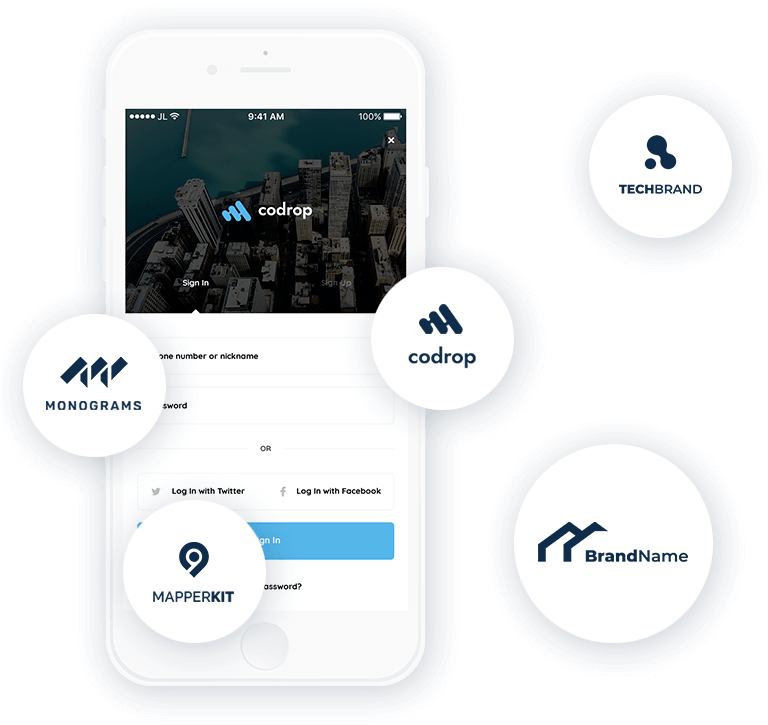 JL 9:41 AM 100%
codrop
Sign In Sign Up
TECHBRAND
codrop
one number or nickname
MONOGRAMS
ssword
OR
Log In with Twitter Log In with Facebook
gn In
BrandName
assword?
MAPPERKIT